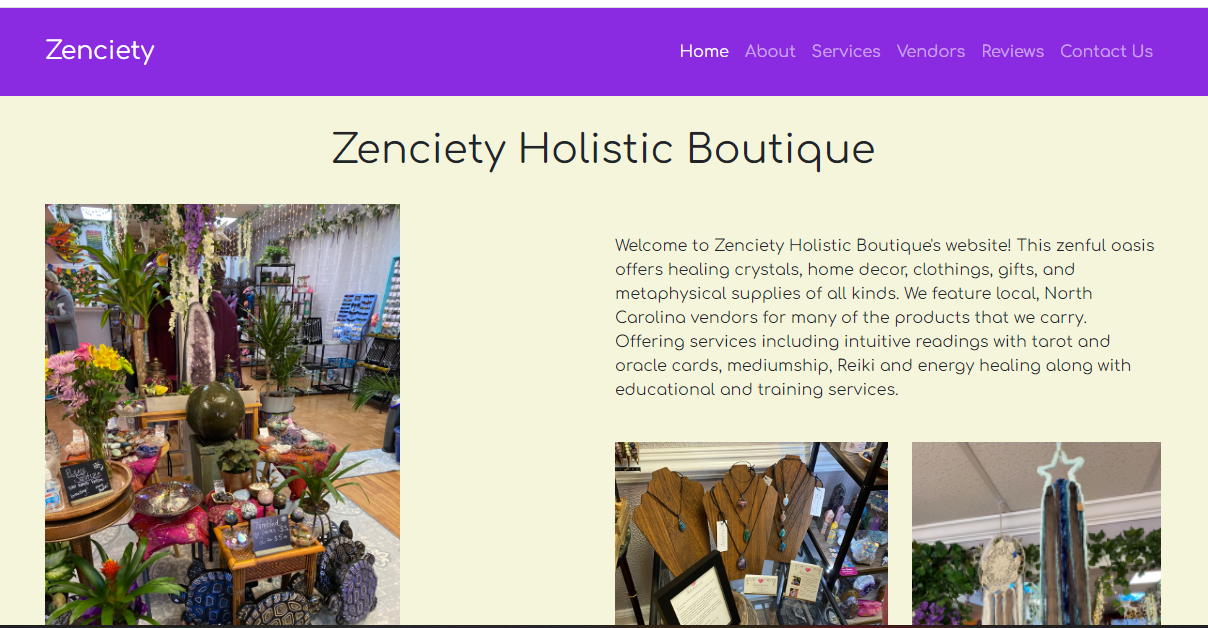 Zenciety
Home About Services Vendors Reviews Contact Us
Zenciety Holistic Boutique
Welcome to Zenciety Holistic Boutique's website! This zenful oasis
offers healing crystals, home decor, clothings, gifts, and
metaphysical supplies of all kinds. We feature local, North
Carolina vendors for many of the products that we carry.
Offering services including intuitive readings with tarot and
oracle cards, mediumship, Reiki and energy healing along with
educational and training services.